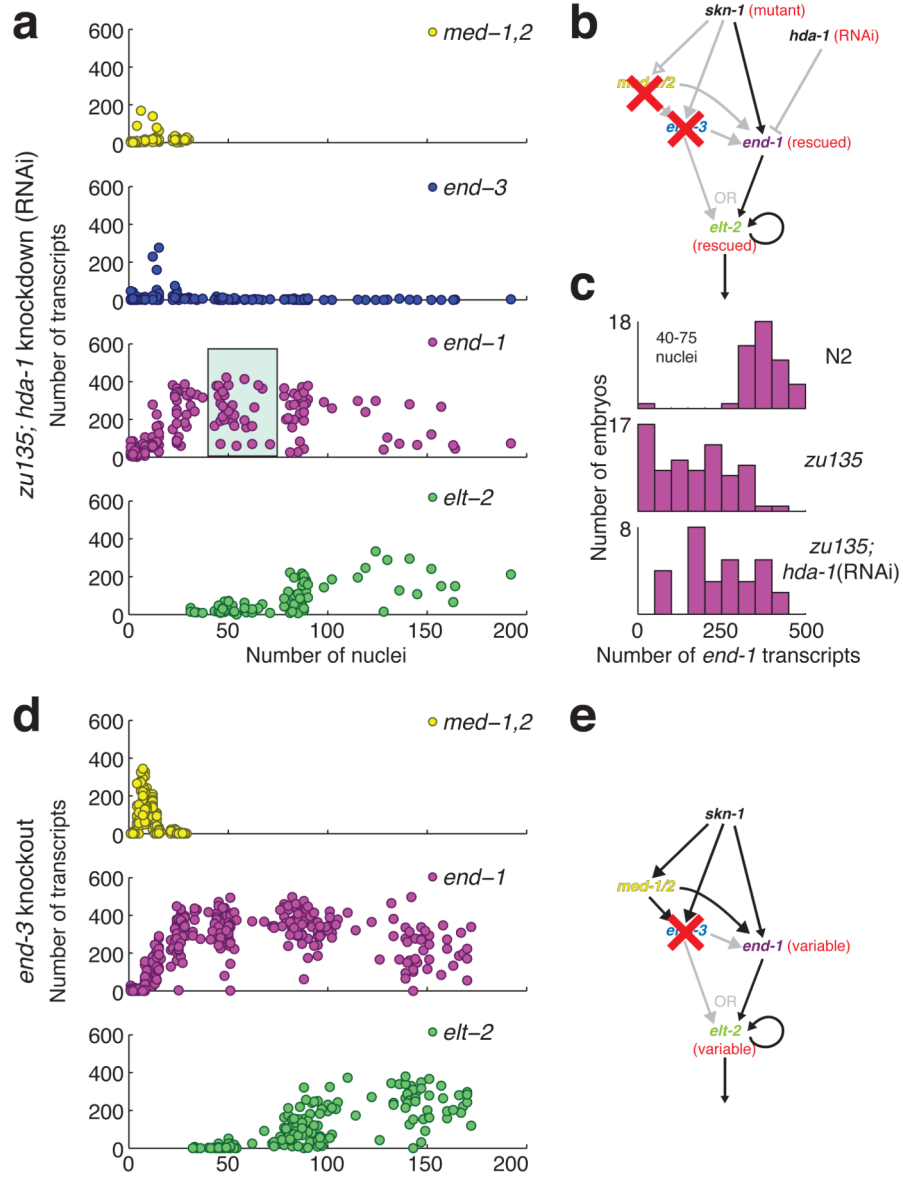 a
zu135; hda-1 knockdown (RNAi)
Number of transcripts
600
400
200
0
med–1,2
600
400
200
0
end–3
600
400
200
0
end–1
600
400
200
0
elt–2
0
50
100
150
200
Number of nuclei
b
skn-1 (mutant)
hda-1 (RNAi)
med-1/2
end-3
end-1 (rescued)
OR
elt-2
(rescued)
c
Number of embryos
18
40-75
nuclei
N2
17
zu135
8
zu135;
hda-1(RNAi)
0
250
500
Number of end-1 transcripts
d
end–3 knockout
Number of transcripts
600
400
200
0
med–1,2
600
400
200
0
end–1
600
400
200
0
elt–2
0
50
100
150
200
e
skn-1
med-1/2
end-3
end-1 (variable)
OR
elt-2
(variable)